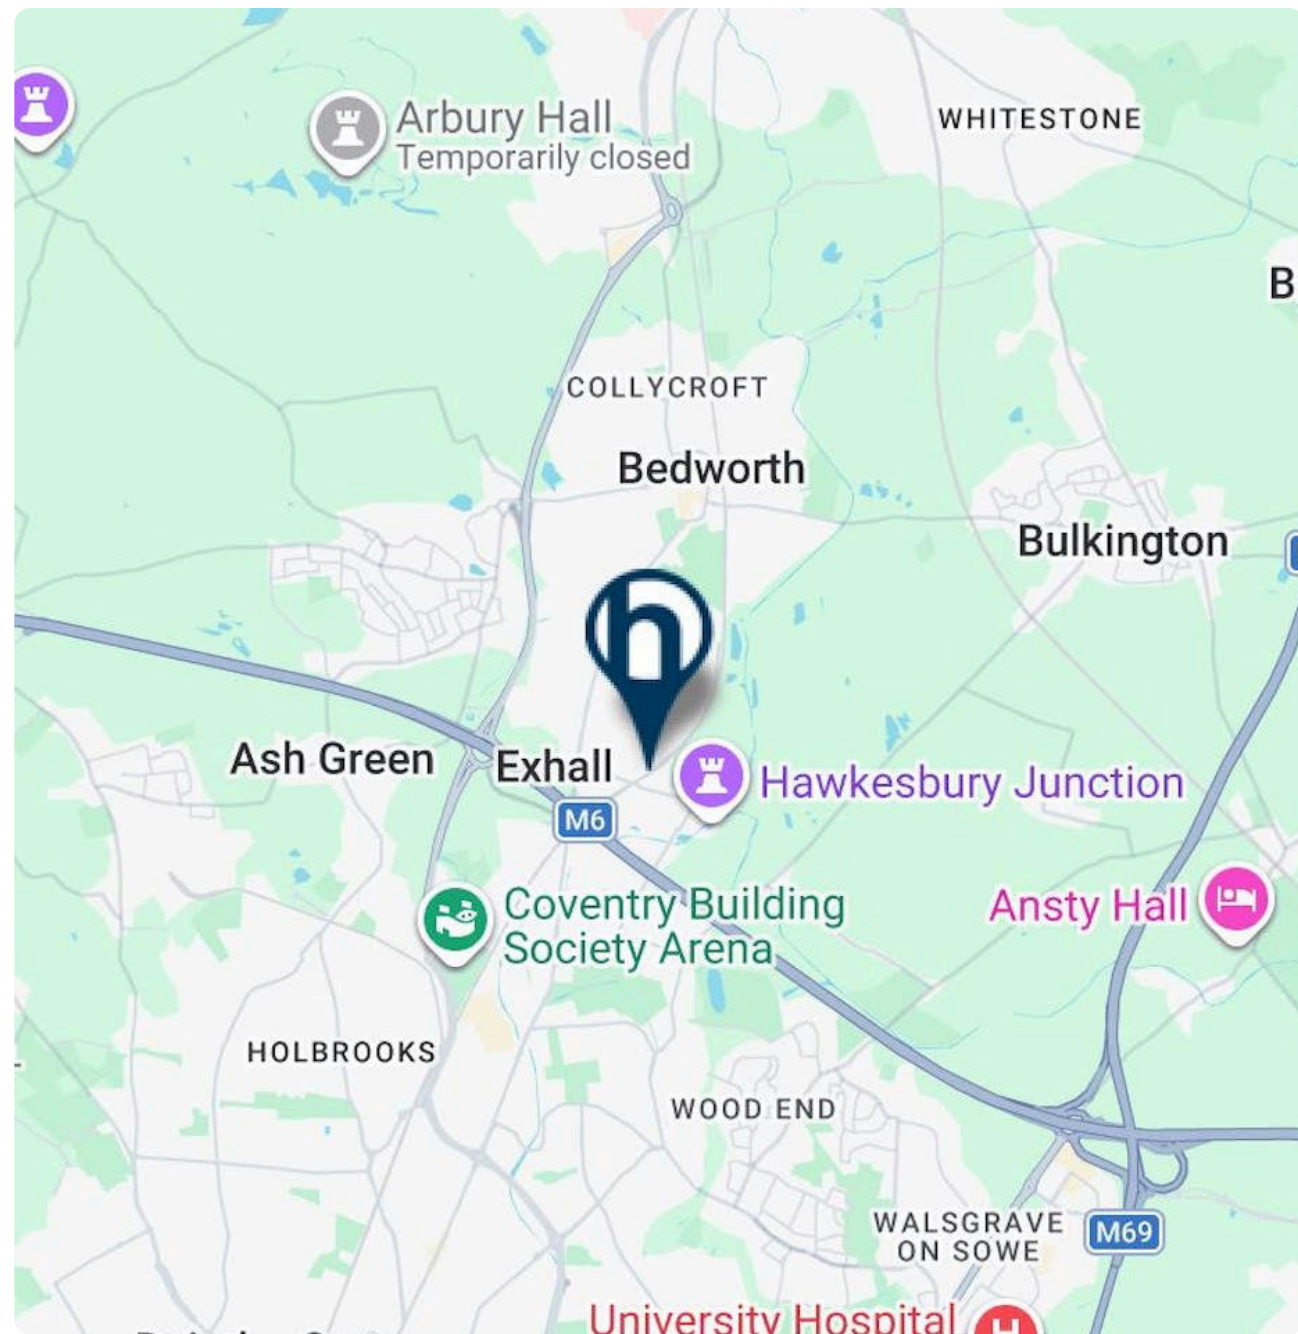 Arbury Hall
Temporarily closed
WHITESTONE
B
COLLYCROFT
Bedworth
Bulkington
h
Ash Green
Exhall
Hawkesbury Junction
M6
Coventry Building
Society Arena
Ansty Hall
HOLBROOKS
WOOD END
WALSGRAVE
ON SOWE
M69
University Hospital
H